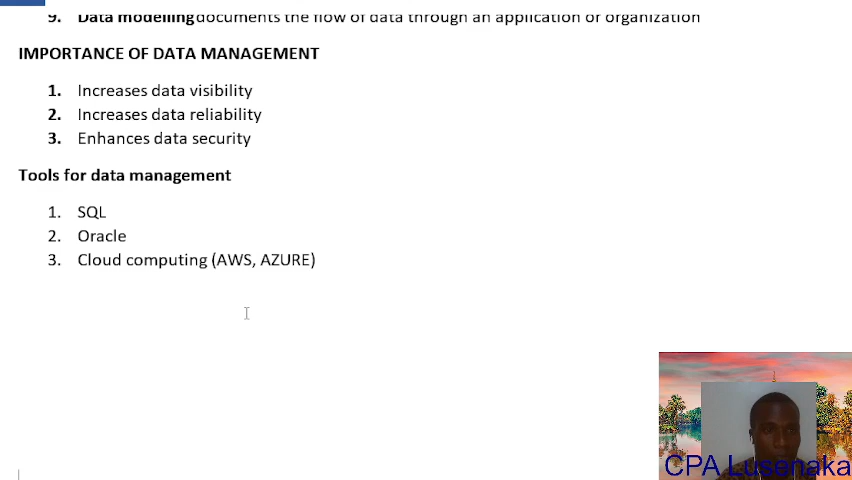 9. Data modelling documents the flow of data through an application or organization
IMPORTANCE OF DATA MANAGEMENT
1. Increases data visibility
2. Increases data reliability
3. Enhances data security
Tools for data management
1. SQL
2. Oracle
3. Cloud computing (AWS, AZURE)
CPA Lusenaka